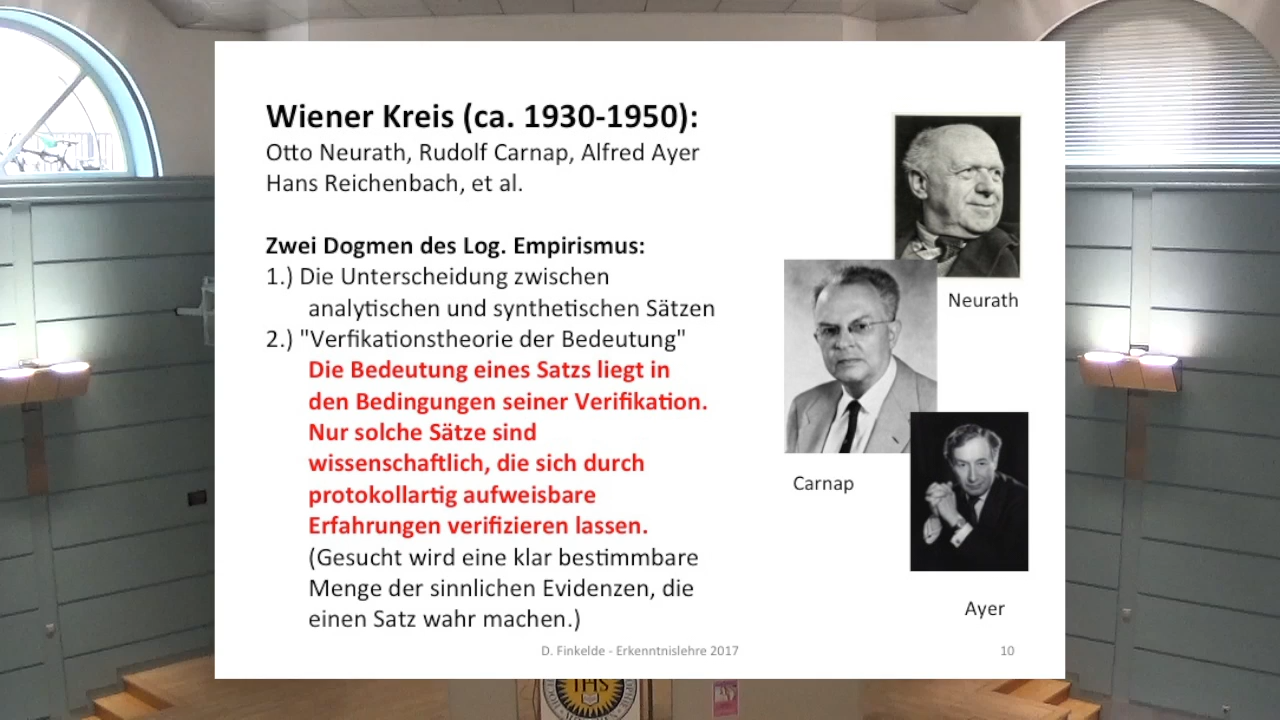 Wiener Kreis (ca. 1930-1950):
Otto Neurath, Rudolf Carnap, Alfred Ayer
Hans Reichenbach, et al.
Zwei Dogmen des Log. Empirismus:
1.) Die Unterscheidung zwischen
analytischen und synthetischen Sätzen
2.) "Verfikationstheorie der Bedeutung"
Die Bedeutung eines Satzs liegt in
den Bedingungen seiner Verifikation.
Nur solche Sätze sind
wissenschaftlich, die sich durch
protokollartig aufweisbare
Erfahrungen verifizieren lassen.
(Gesucht wird eine klar bestimmbare
Menge der sinnlichen Evidenzen, die
einen Satz wahr machen.)
Neurath
Carnap
Ayer
D. Finkelde - Erkenntnislehre 2017
10
IHS